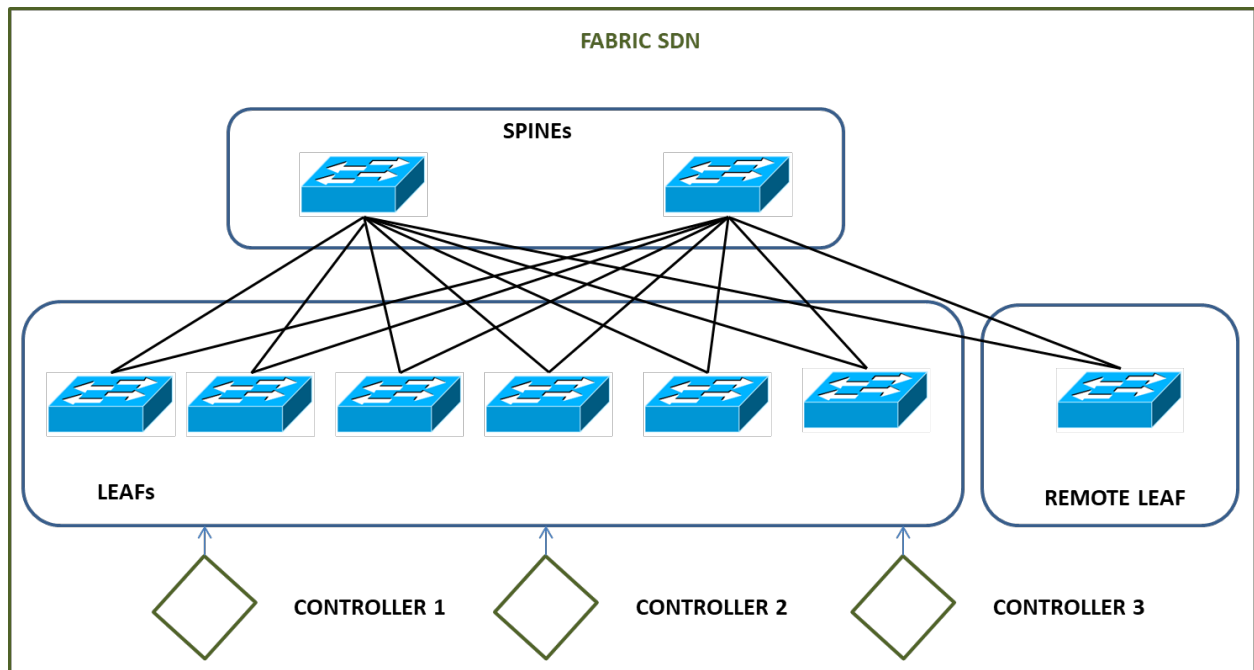 FABRIC SDN
SPINEs
LEAFs
REMOTE LEAF
CONTROLLER 1
CONTROLLER 2
CONTROLLER 3